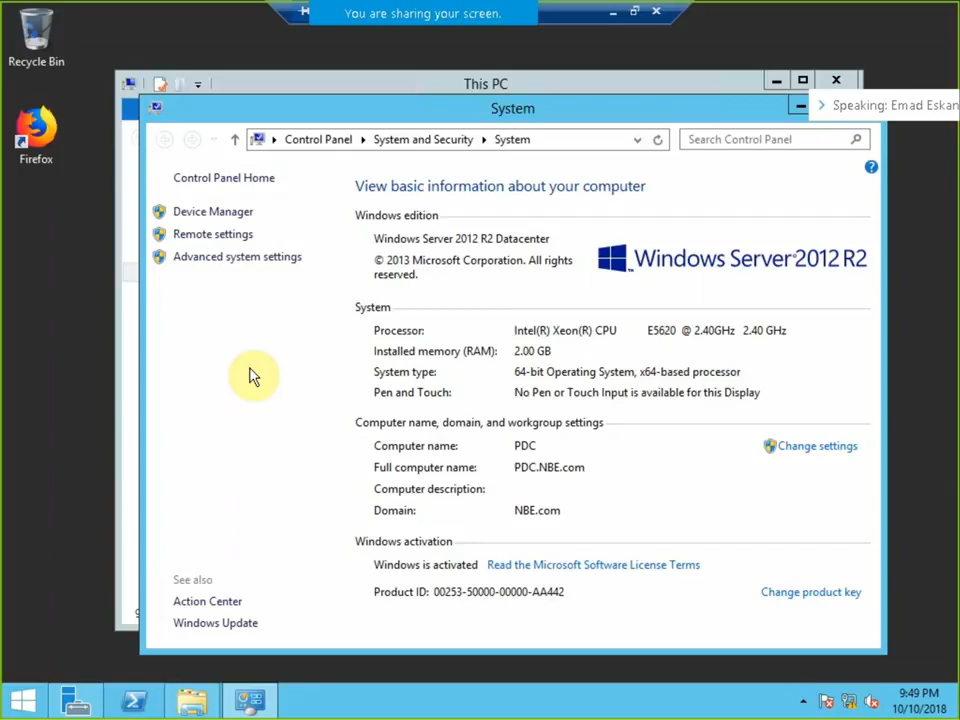 You are sharing your screen.
Recycle Bin
This PC
Speaking: Emad Eskan
System
Firefox
Control Panel System and Security System
Search Control Panel
Control Panel Home
Device Manager
Remote settings
Advanced system settings
See also
Action Center
Windows Update
View basic information about your computer
Windows edition
Windows Server 2012 R2 Datacenter
© 2013 Microsoft Corporation. All rights
reserved.
Windows Server 2012 R2
System
Processor: Intel(R) Xeon(R) CPU E5620 @ 2.40GHz 2.40 GHz
Installed memory (RAM): 2.00 GB
System type: 64-bit Operating System, x64-based processor
Pen and Touch: No Pen or Touch Input is available for this Display
Computer name, domain, and workgroup settings
Computer name: PDC Change settings
Full computer name: PDC.NBE.com
Computer description:
Domain: NBE.com
Windows activation
Windows is activated Read the Microsoft Software License Terms
Product ID: 00253-50000-00000-AA442 Change product key
9:49 PM
10/10/2018